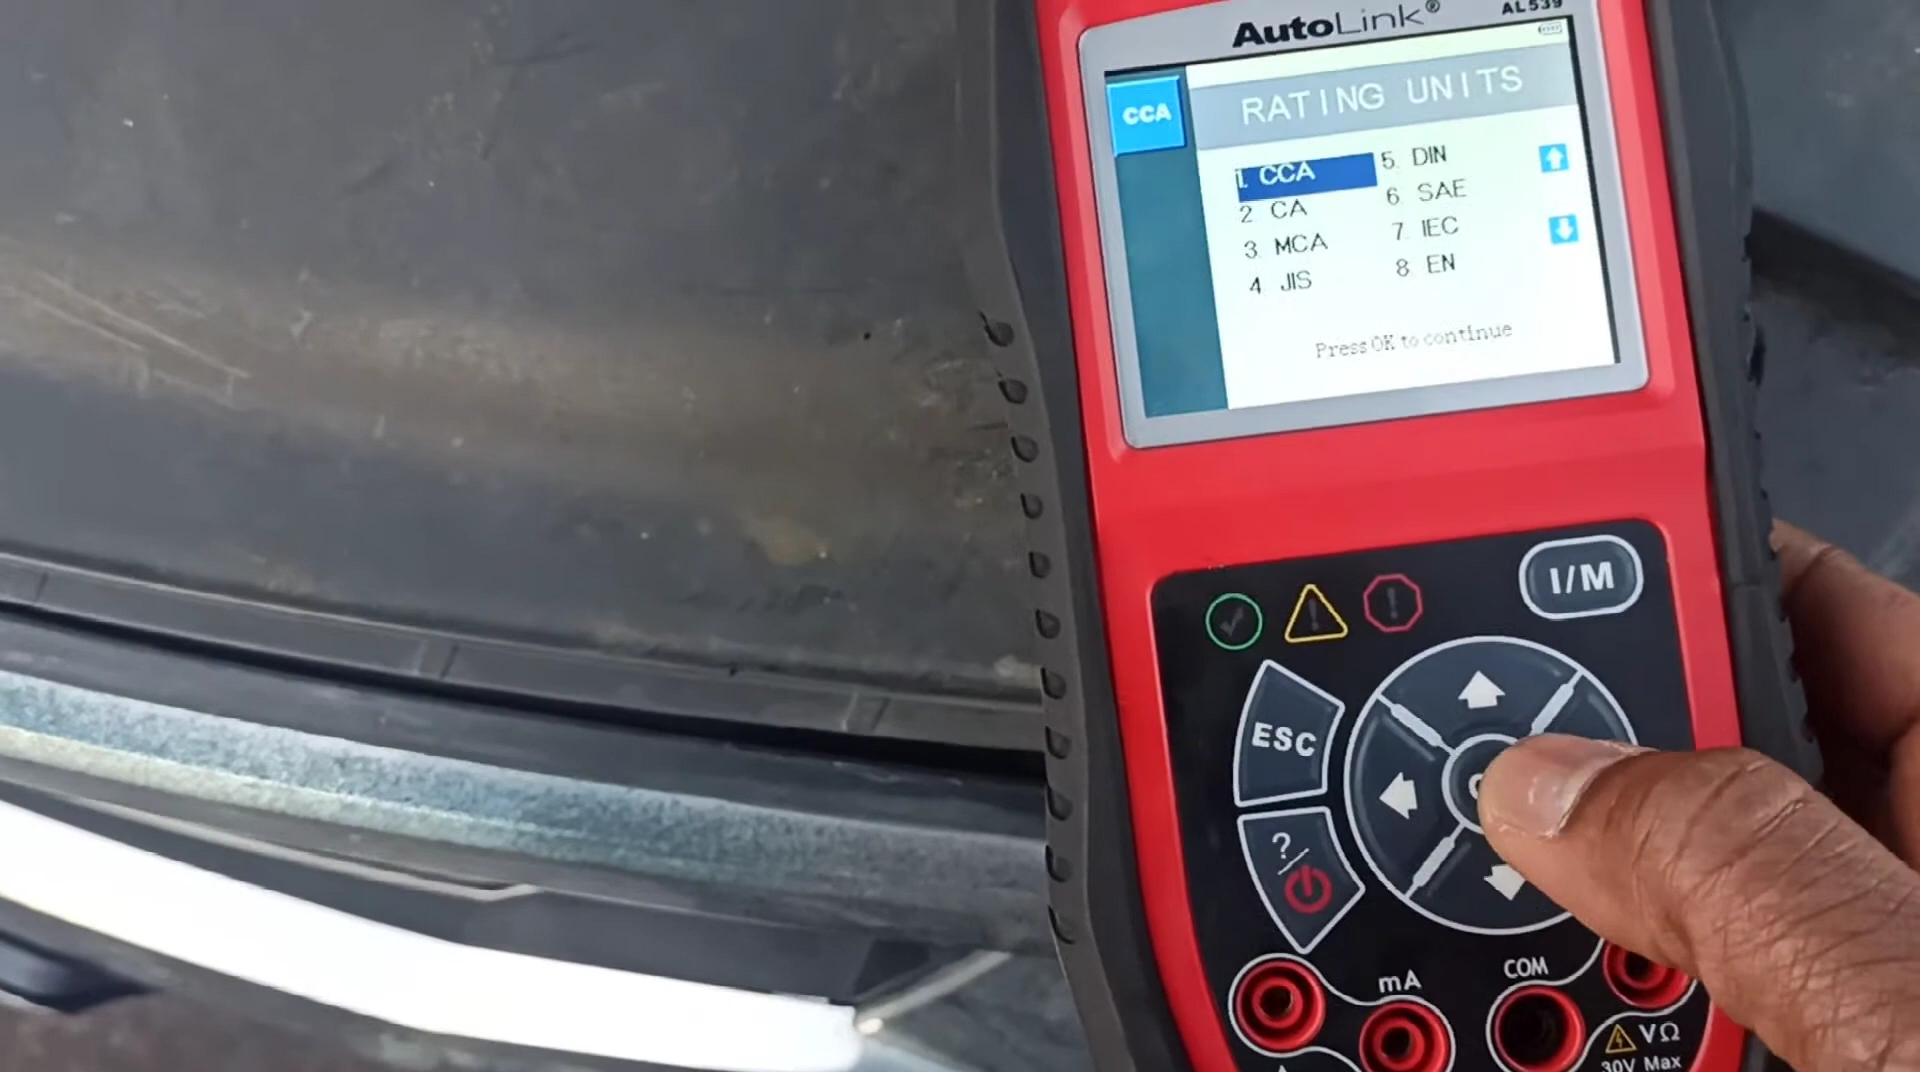 AutoLink®
AL539
CCA
RATING UNITS
1. CCA
2. CA
3. MCA
4. JIS
5. DIN
6. SAE
7. IEC
8. EN
Press OK to continue
I/M
ESC
?
mA
COM
VΩ
30V Max